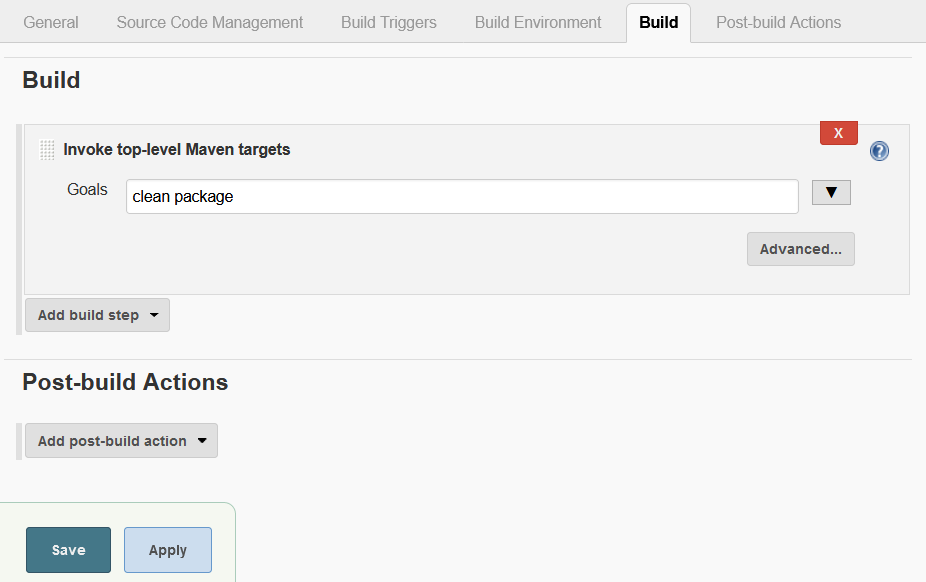 General Source Code Management Build Triggers Build Environment Build Post-build Actions
Build
X
Invoke top-level Maven targets
?
Goals clean package
Advanced...
Add build step
Post-build Actions
Add post-build action
Save Apply